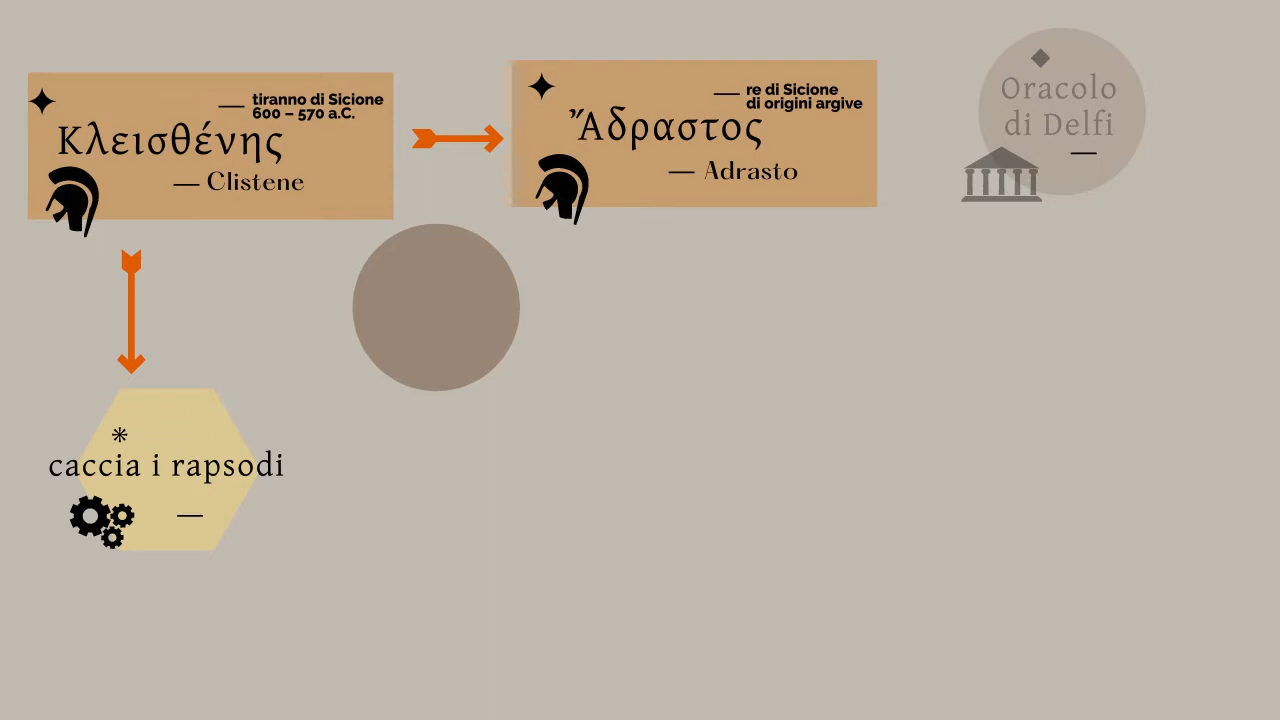 tiranno di Sicione
600 – 570 a.C.
Κλεισθένης
Clistene
re di Sicione
di origini argive
Ἄδραστος
Adrasto
Oracolo
di Delfi
caccia i rapsodi